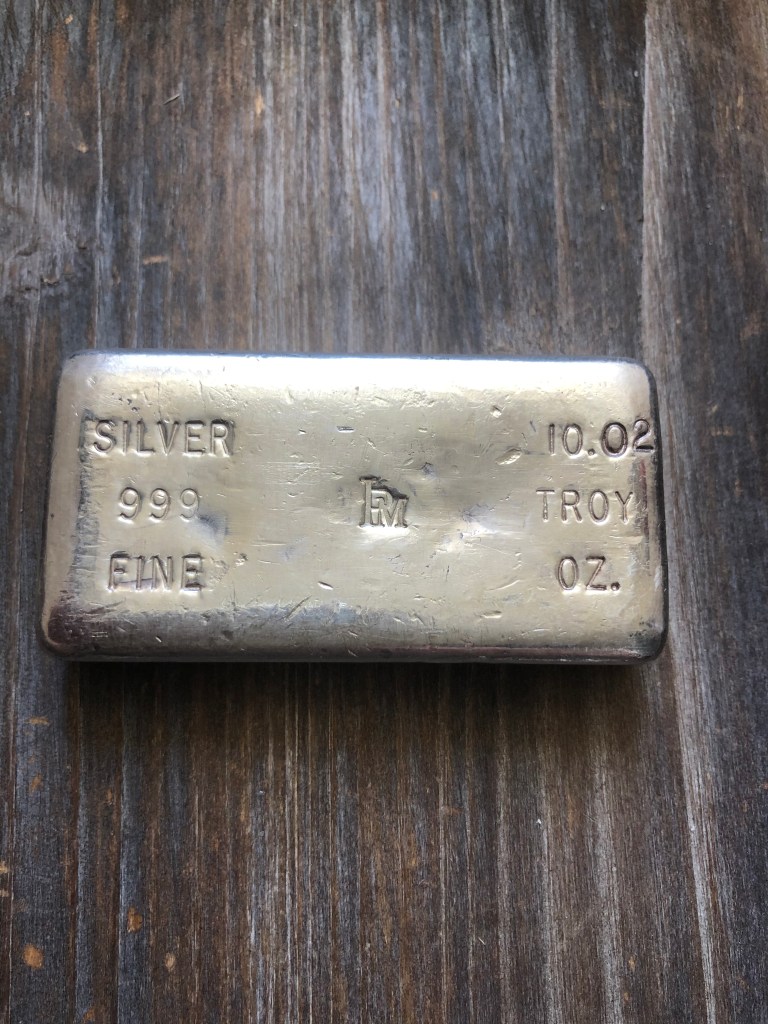 SILVER
999
FINE
10.02
TROY
OZ.